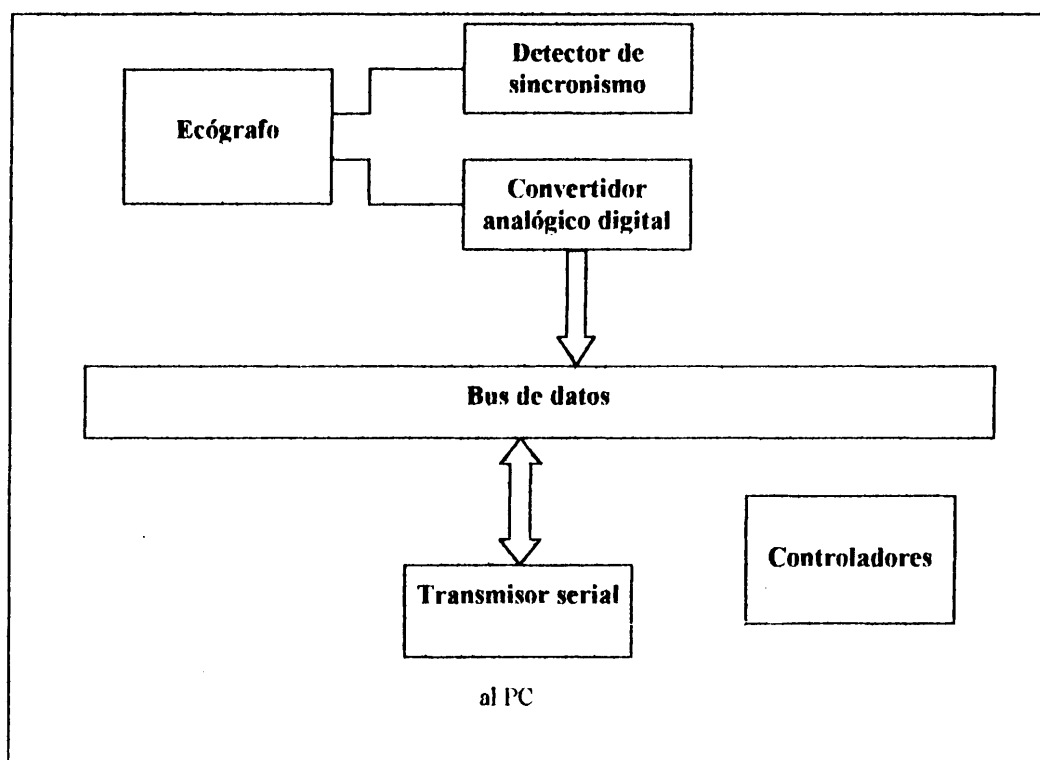 Detector de
sincronismo
Ecógrafo
Convertidor
analógico digital
Bus de datos
Controladores
Transmisor serial
al PC